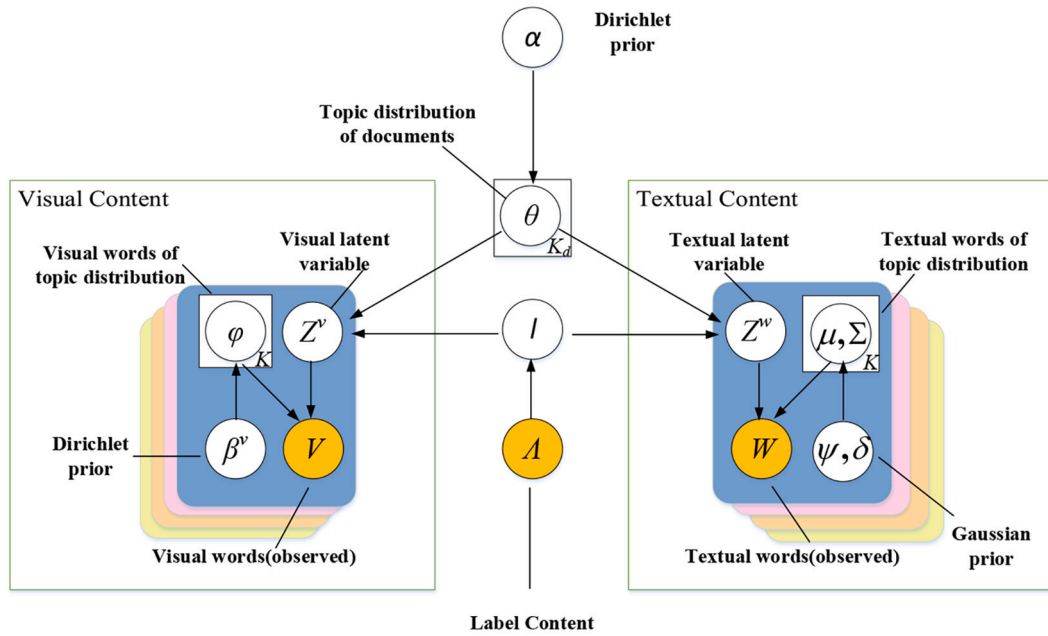 α
Dirichlet
prior
Topic distribution
of documents
θ
K_d
Visual Content
Visual words of
topic distribution
Visual latent
variable
φ
K
Z^v
β^v
V
Dirichlet
prior
Visual words(observed)
l
Λ
Label Content
Textual Content
Textual latent
variable
Textual words of
topic distribution
Z^w
μ,Σ
K
W
ψ,δ
Gaussian
prior
Textual words(observed)